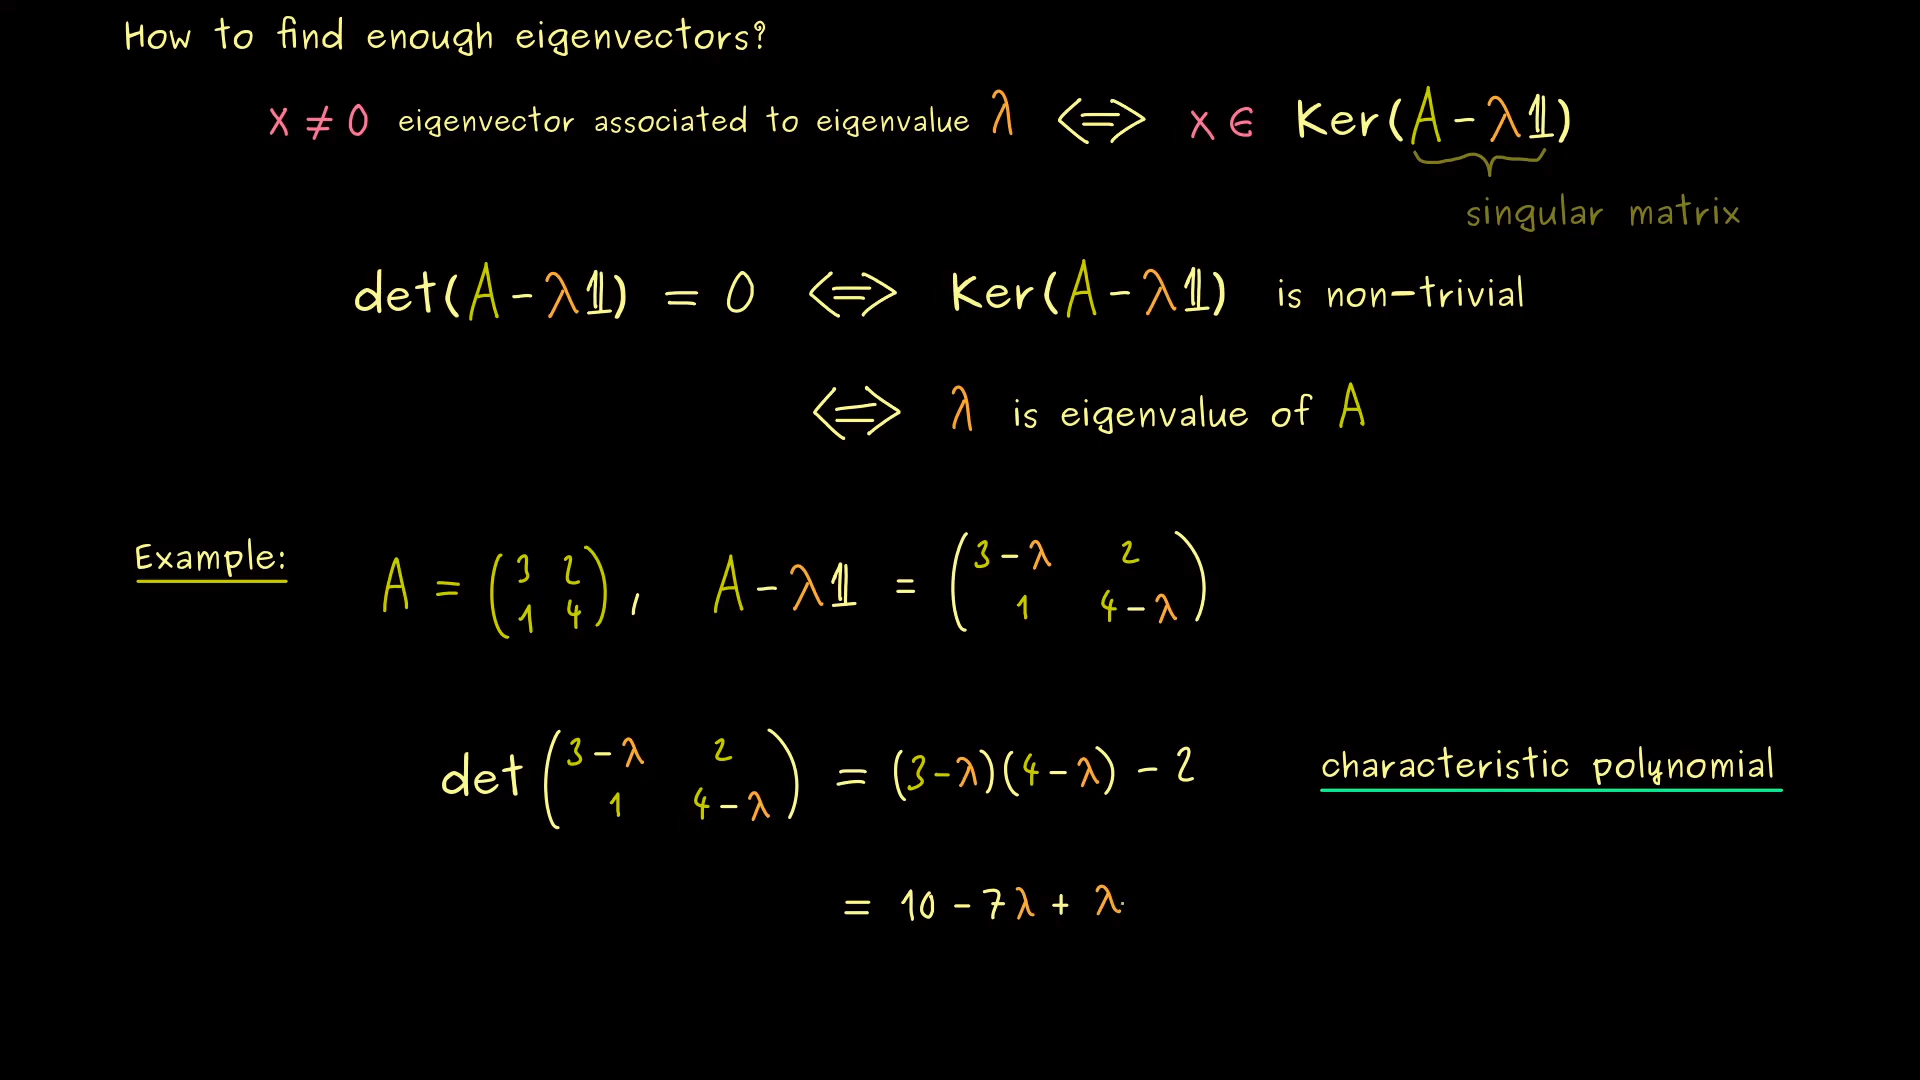 How to find enough eigenvectors?
x ≠ 0 eigenvector associated to eigenvalue λ ⟺ x ∈ Ker(A - λ𝟙)
singular matrix
det(A - λ𝟙) = 0 ⟺ Ker(A - λ𝟙) is non-trivial
⟺ λ is eigenvalue of A
Example: A = (3 2
1 4), A - λ𝟙 = (3 - λ 2
1 4 - λ)
det (3 - λ 2
1 4 - λ) = (3 - λ)(4 - λ) - 2 characteristic polynomial
= 10 - 7λ + λ